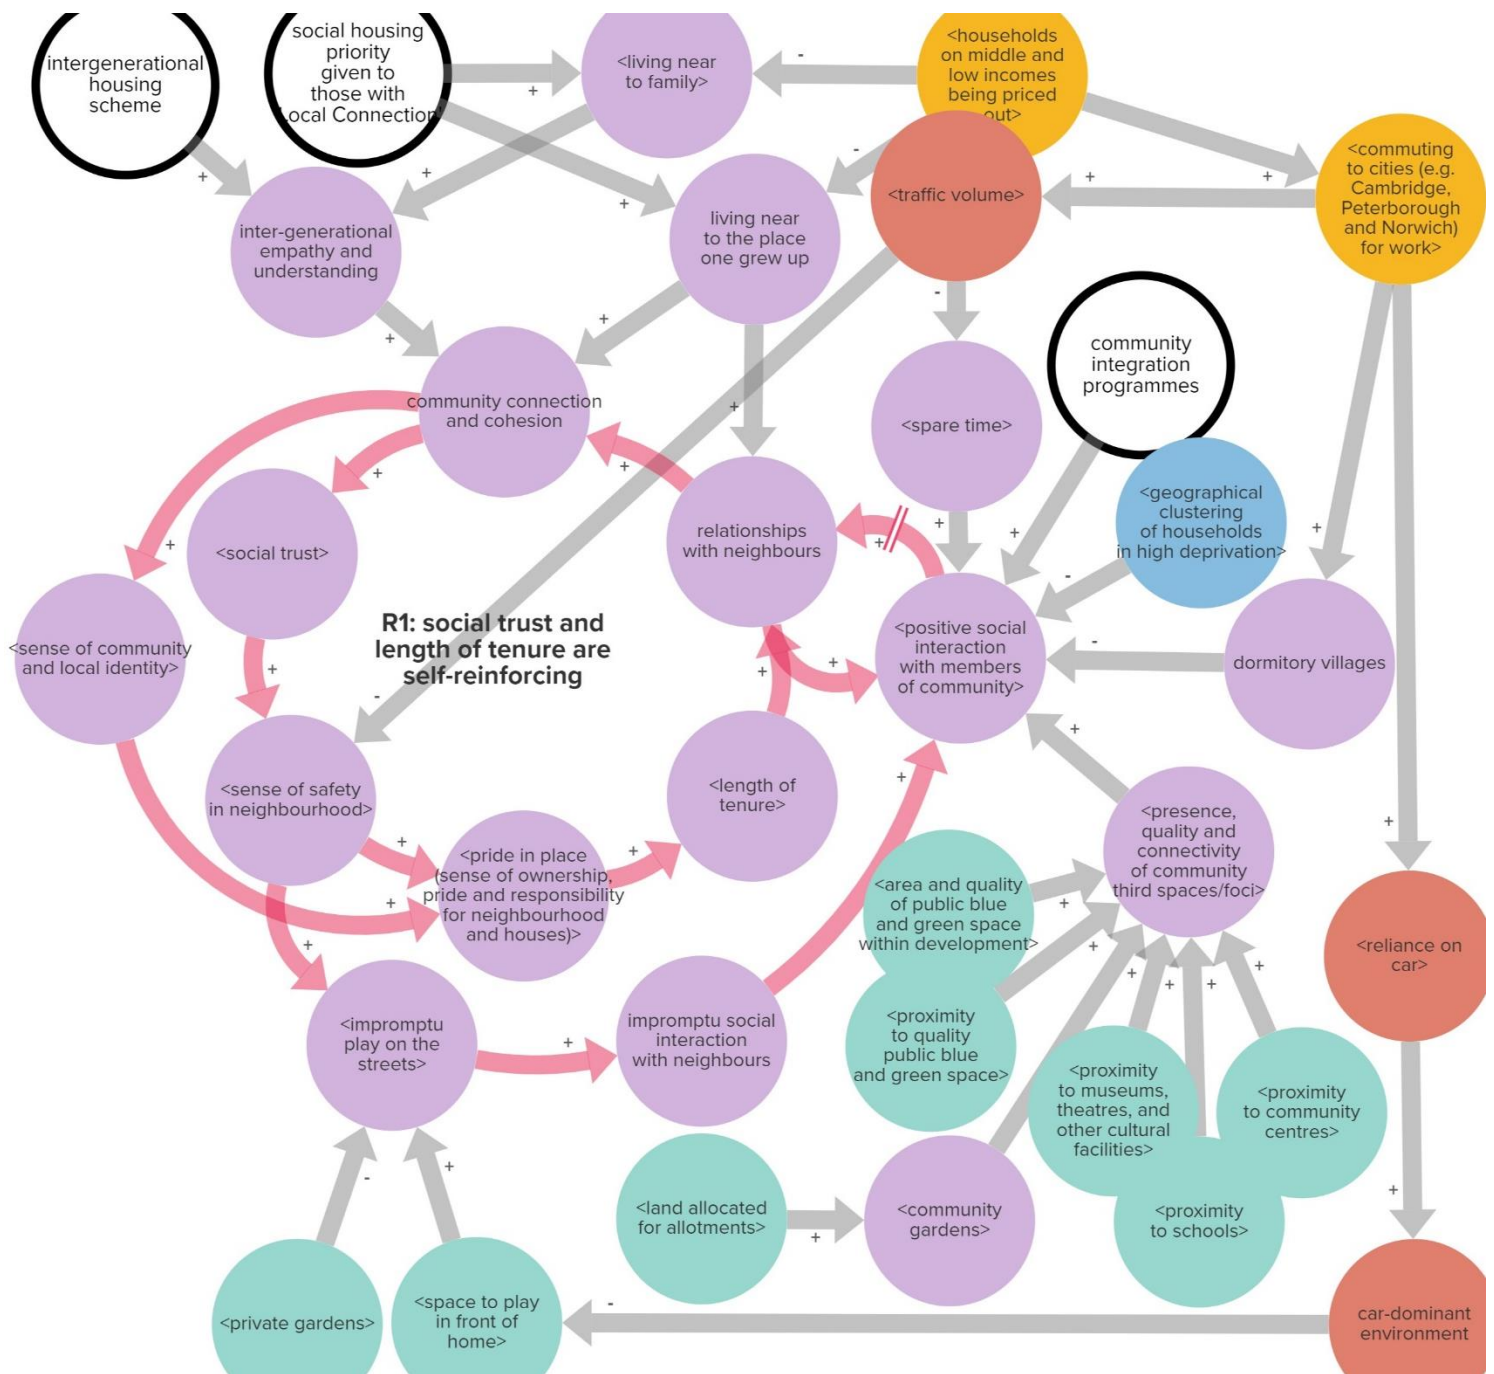 intergenerational
housing
scheme
social housing
priority
given to
those with
Local Connection'
<living near
to family>
<households
on middle and
low incomes
being priced
out>
<commuting
to cities (e.g.
Cambridge,
Peterborough
and Norwich)
for work>
<traffic volume>
inter-generational
empathy and
understanding
living near
to the place
one grew up
community
integration
programmes
community connection
and cohesion
<spare time>
<geographical
clustering
of households
in high deprivation>
<social trust>
relationships
with neighbours
R1: social trust and
length of tenure are
self-reinforcing
<sense of community
and local identity>
<positive social
interaction
with members
of community>
dormitory villages
<sense of safety
in neighbourhood>
<length of
tenure>
<presence,
quality and
connectivity
of community
third spaces/foci>
<pride in place
(sense of ownership,
pride and responsibility
for neighbourhood
and houses)>
<area and quality
of public blue
and green space
within development>
<reliance on
car>
<impromptu
play on the
streets>
impromptu social
interaction
with neighbours
<proximity
to quality
public blue
and green space>
<proximity
to museums,
theatres, and
other cultural
facilities>
<proximity
to community
centres>
<land allocated
for allotments>
<community
gardens>
<proximity
to schools>
<private gardens>
<space to play
in front of
home>
car-dominant
environment